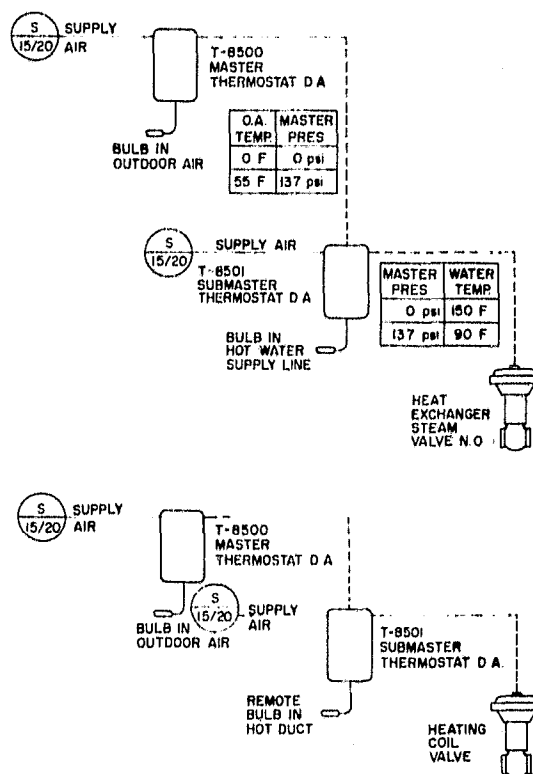 S
15/20
SUPPLY
AIR
T-8500
MASTER
THERMOSTAT D A
BULB IN
OUTDOOR AIR
O.A. TEMP. MASTER PRES
0 F 0 psi
55 F 137 psi
S
15/20
SUPPLY AIR
T-8501
SUBMASTER
THERMOSTAT D A
MASTER PRES WATER TEMP.
0 psi 150 F
137 psi 90 F
BULB IN
HOT WATER
SUPPLY LINE
HEAT
EXCHANGER
STEAM
VALVE N.O
S
15/20
SUPPLY
AIR
T-8500
MASTER
THERMOSTAT D A
BULB IN
OUTDOOR AIR
S
15/20
SUPPLY
AIR
T-8501
SUBMASTER
THERMOSTAT D A.
REMOTE
BULB IN
HOT DUCT
HEATING
COIL
VALVE